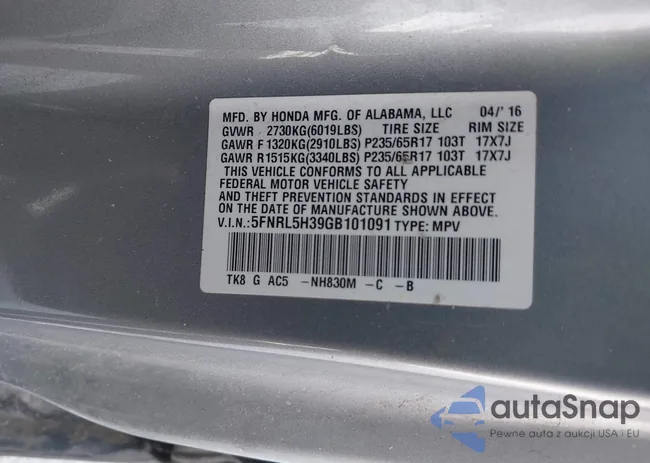 MFD. BY HONDA MFG. OF ALABAMA, LLC 04/'16
GVWR 2730KG(6019LBS) TIRE SIZE RIM SIZE
GAWR F 1320KG(2910LBS) P235/65R17 103T 17X7J
GAWR R1515KG(3340LBS) P235/65R17 103T 17X7J
THIS VEHICLE CONFORMS TO ALL APPLICABLE
FEDERAL MOTOR VEHICLE SAFETY
AND THEFT PREVENTION STANDARDS IN EFFECT
ON THE DATE OF MANUFACTURE SHOWN ABOVE.
V.I.N.: 5FNRL5H39GB101091 TYPE: MPV
TK8 G AC5 -NH830M -C -B
autaSnap
Pewne auta z aukcji USA i EU